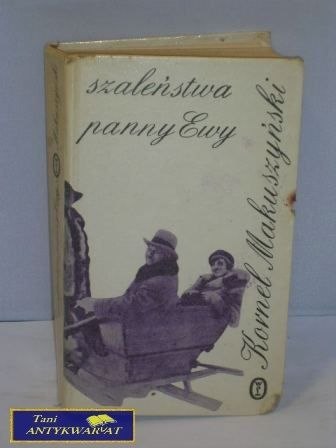 szaleństwa
panny Ewy
Kornel Makuszyński
Tani
ANTYKWARIAT